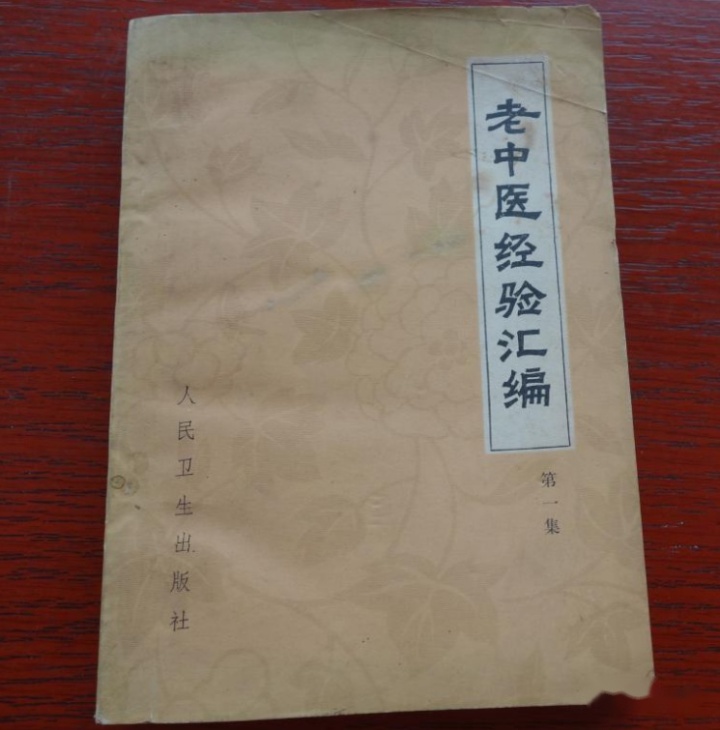 老中医经验汇编
第一集
人民卫生出版社